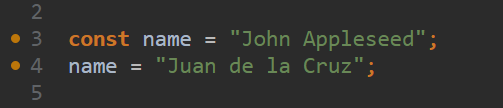 2
3 const name = "John Appleseed";
4 name = "Juan de la Cruz";
5